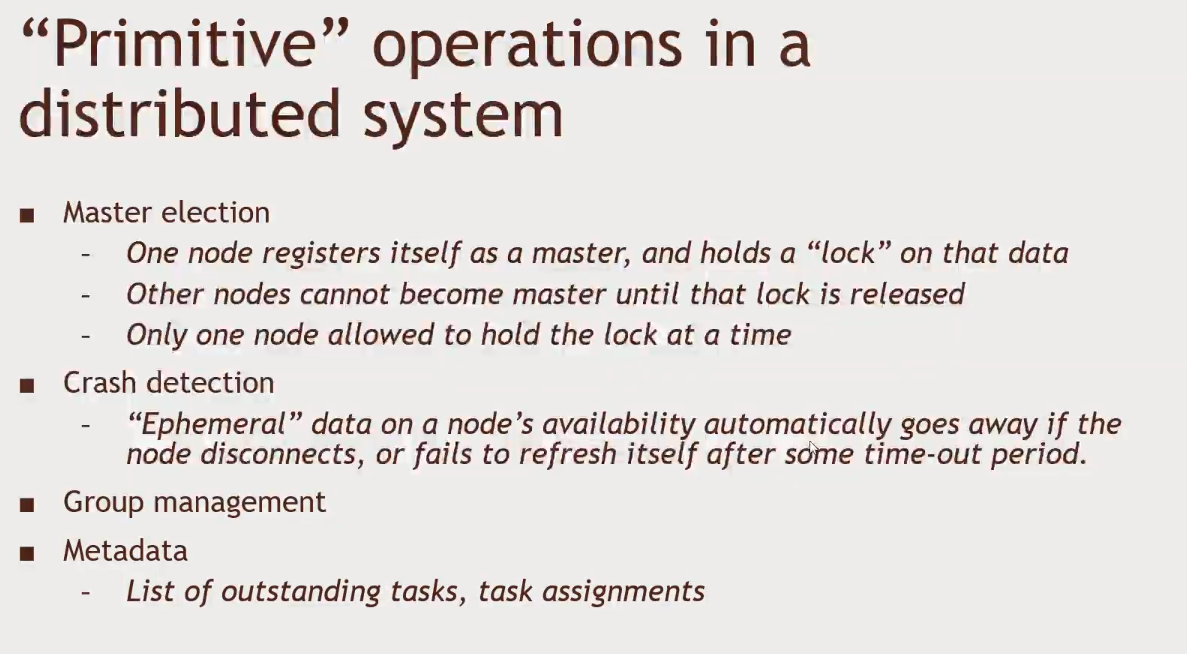 “Primitive” operations in a
distributed system
■ Master election
– One node registers itself as a master, and holds a “lock” on that data
– Other nodes cannot become master until that lock is released
– Only one node allowed to hold the lock at a time
■ Crash detection
– “Ephemeral” data on a node’s availability automatically goes away if the
node disconnects, or fails to refresh itself after some time-out period.
■ Group management
■ Metadata
– List of outstanding tasks, task assignments